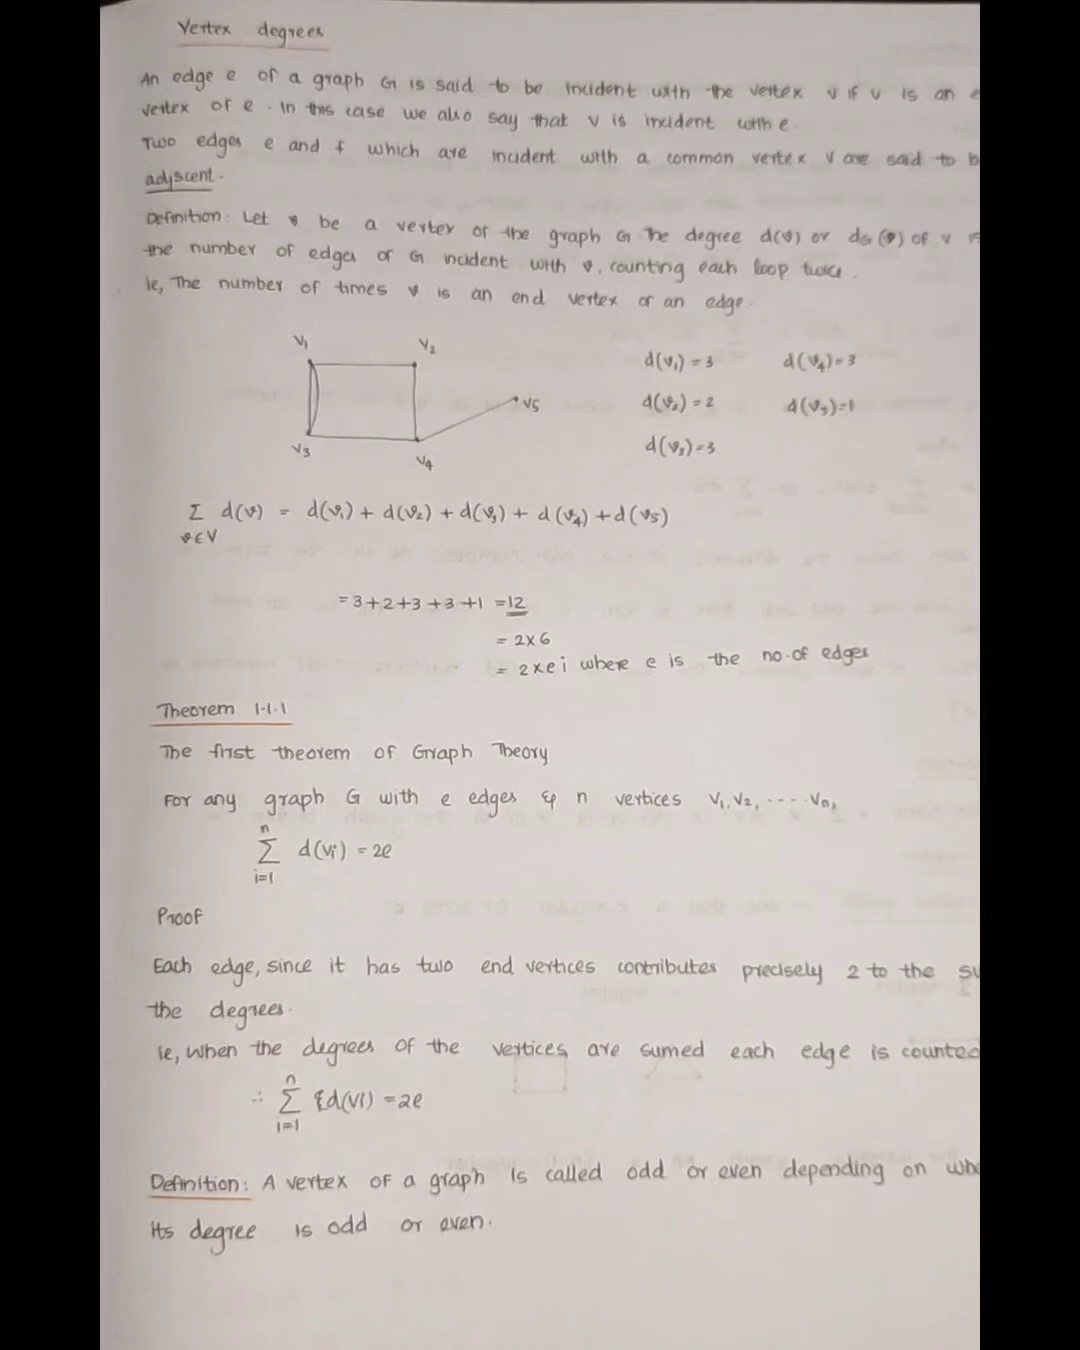 Vertex degrees
An edge e of a graph G is said to be incident with the vertex v if v is an e
vertex of e. In this case we also say that v is incident with e.
Two edges e and f which are incident with a common vertex v are said to b
adjscent.
Definition: Let v be a vertex of the graph G The degree d(v) or dG(v) of v is
the number of edges of G incident with v, counting each loop twice.
ie, The number of times v is an end vertex of an edge.
V1 V2 d(v1) = 3 d(v4) = 3
V5 d(v2) = 2 d(v5) = 1
V3 V4 d(v3) = 3
Σ d(v) = d(v1) + d(v2) + d(v3) + d(v4) + d(v5)
v∈V
= 3+2+3+3+1 = 12
= 2×6
= 2×e ; where e is the no. of edges
Theorem 1.1.1
The first theorem of Graph Theory
For any graph G with e edges & n vertices V1, V2, ---- Vn,
n
Σ d(vi) = 2e
i=1
Proof
Each edge, since it has two end vertices contributes precisely 2 to the su
the degrees.
ie, when the degrees of the vertices are sumed each edge is counted
n
∴ Σ d(vi) = 2e
i=1
Definition: A vertex of a graph is called odd or even depending on whe
its degree is odd or even.